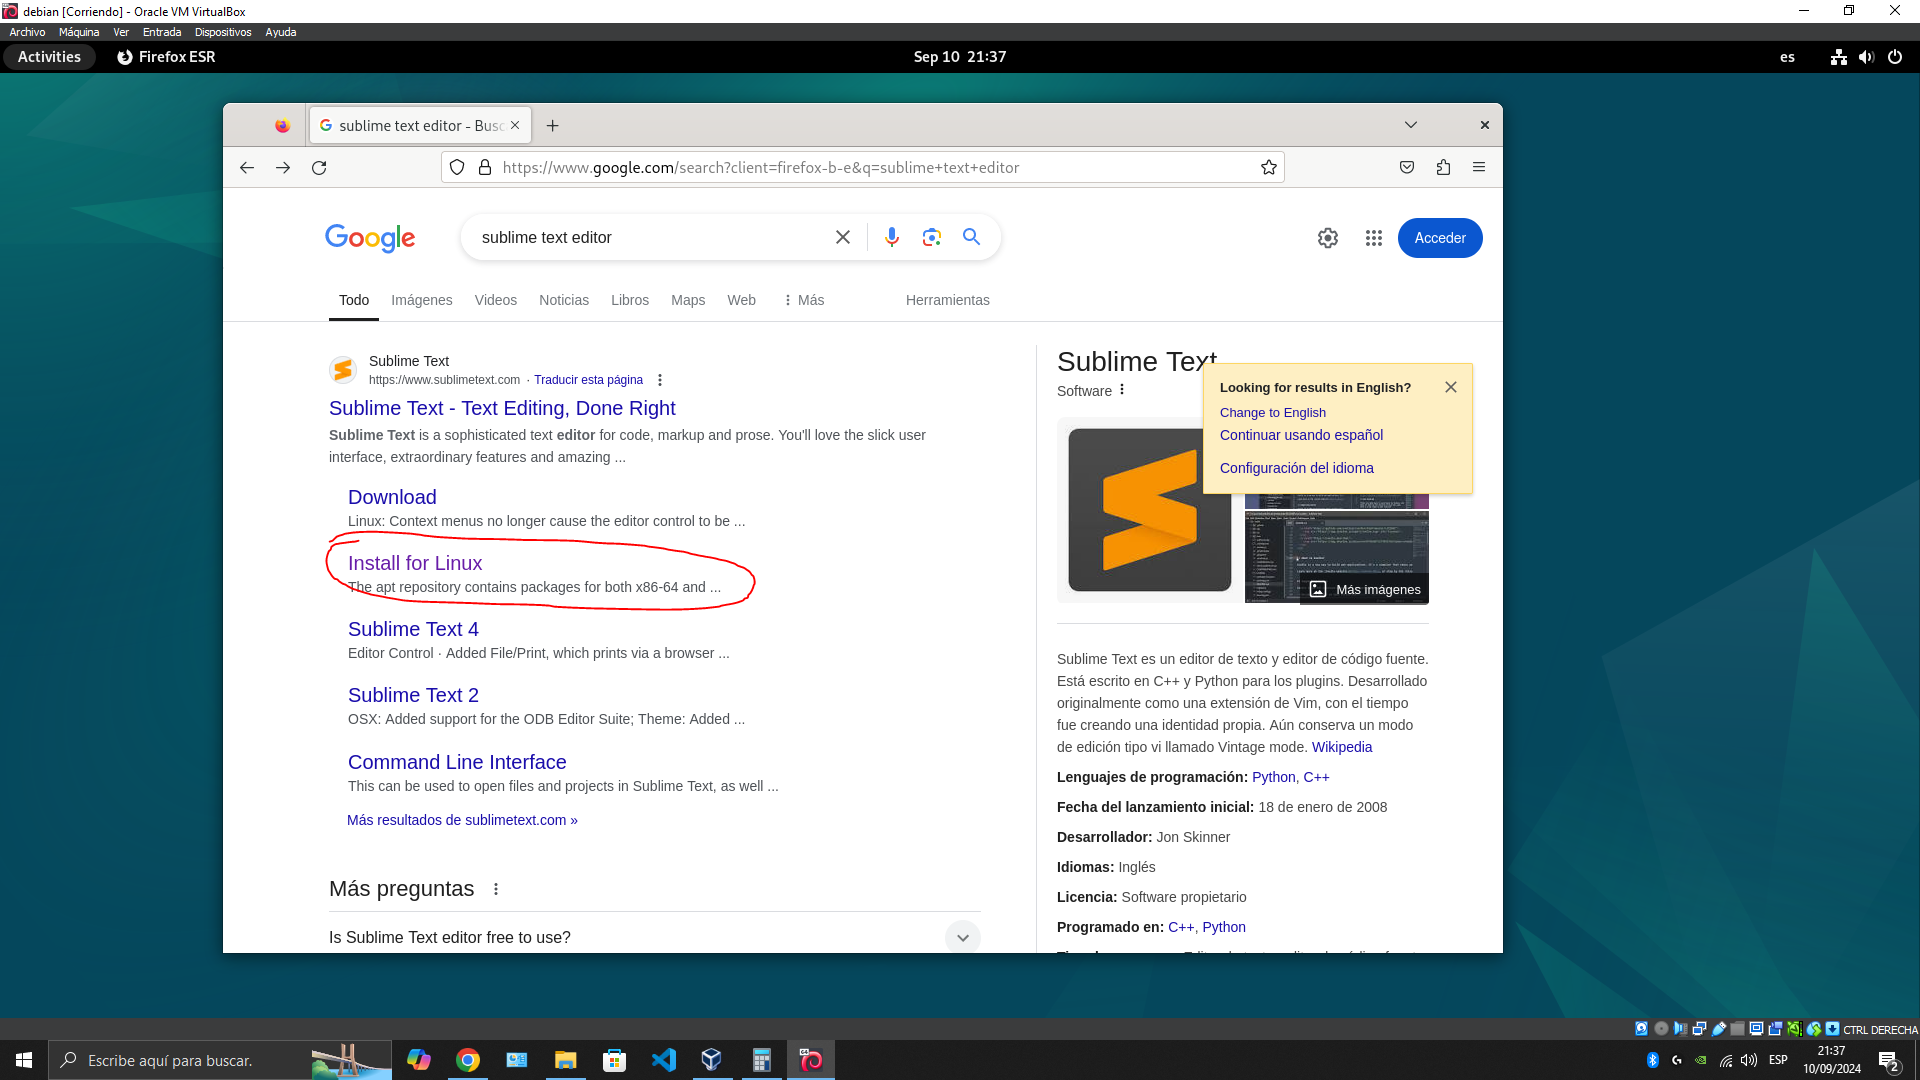 debian [Corriendo] - Oracle VM VirtualBox
Archivo Máquina Ver Entrada Dispositivos Ayuda
Activities Firefox ESR Sep 10 21:37 es
sublime text editor - Busc
https://www.google.com/search?client=firefox-b-e&q=sublime+text+editor
Google sublime text editor Acceder
Todo Imágenes Videos Noticias Libros Maps Web Más Herramientas
Sublime Text
https://www.sublimetext.com · Traducir esta página
Sublime Text - Text Editing, Done Right
Sublime Text is a sophisticated text editor for code, markup and prose. You'll love the slick user
interface, extraordinary features and amazing ...
Download
Linux: Context menus no longer cause the editor control to be ...
Install for Linux
The apt repository contains packages for both x86-64 and ...
Sublime Text 4
Editor Control · Added File/Print, which prints via a browser ...
Sublime Text 2
OSX: Added support for the ODB Editor Suite; Theme: Added ...
Command Line Interface
This can be used to open files and projects in Sublime Text, as well ...
Más resultados de sublimetext.com »
Más preguntas
Is Sublime Text editor free to use?
Sublime Text
Software
Looking for results in English?
Change to English
Continuar usando español
Configuración del idioma
Más imágenes
Sublime Text es un editor de texto y editor de código fuente.
Está escrito en C++ y Python para los plugins. Desarrollado
originalmente como una extensión de Vim, con el tiempo
fue creando una identidad propia. Aún conserva un modo
de edición tipo vi llamado Vintage mode. Wikipedia
Lenguajes de programación: Python, C++
Fecha del lanzamiento inicial: 18 de enero de 2008
Desarrollador: Jon Skinner
Idiomas: Inglés
Licencia: Software propietario
Programado en: C++, Python
CTRL DERECHA
Escribe aquí para buscar.
ESP
21:37
10/09/2024
2